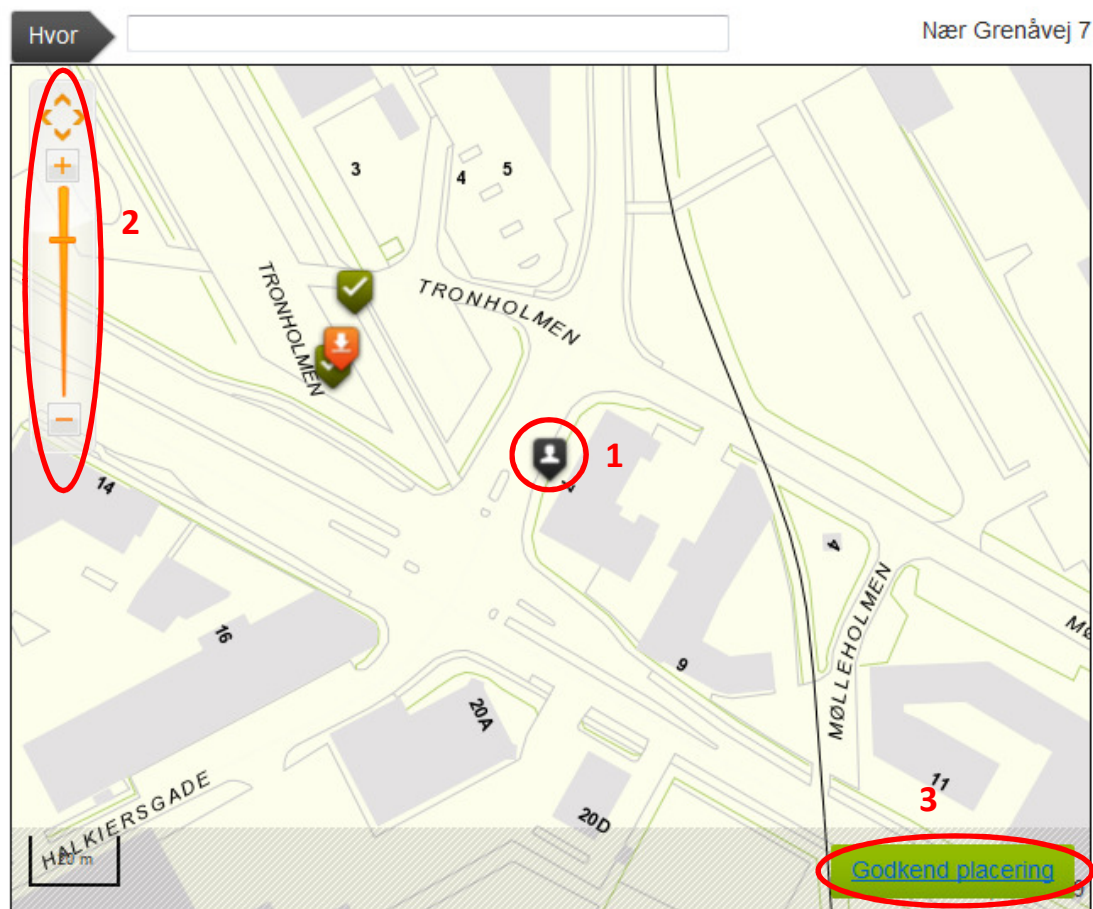 Hvor
Nær Grenåvej 7
2
3
4
5
TRONHOLMEN
TRONHOLMEN
1
2
14
4
MØLLEHOLMEN
16
9
20A
11
3
20D
HALKIERSGADE
20 m
Godkend placering